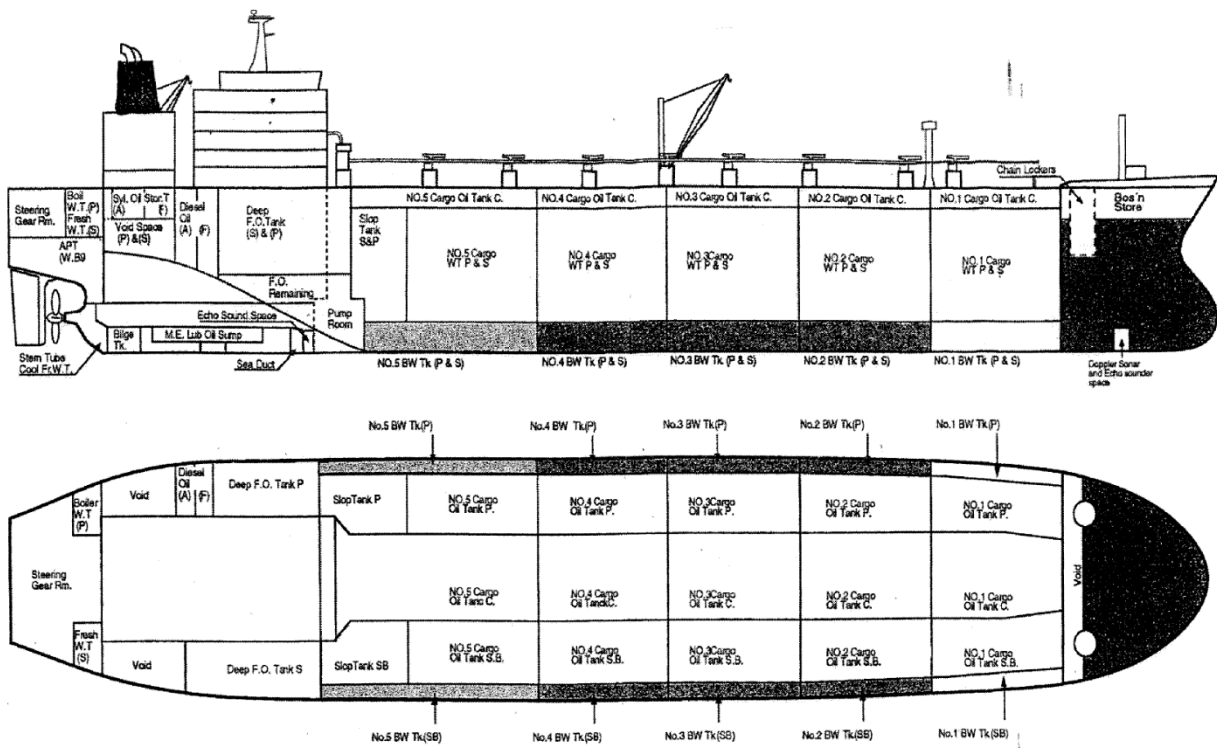 Steering
Gear Rm.
Boil
W.T.(P)
Fresh
W.T.(S)
Syl. Oil Stor.T
(A) (F)
Void Space
(P) &(S)
Diesel
Oil
(A) (F)
Deep
F.O.Tank
(S) & (P)
Slop
Tank
S&P
NO.5 Cargo Oil Tank C.
NO.4 Cargo Oil Tank C.
NO.3 Cargo Oil Tank C.
NO.2 Cargo Oil Tank C.
NO.1 Cargo Oil Tank C.
Chain Lockers
Bos'n
Store
APT
(W.B9
NO.5 Cargo
WT P & S
NO.4 Cargo
WT P & S
NO.3Cargo
WT P & S
NO.2 Cargo
WT P & S
NO.1 Cargo
WT P & S
F.O.
Remaining
Echo Sound Space
Pump
Room
Bilge
Tk.
M.E. Lub Oil Sump
Stem Tube
Cool Fr.W.T.
Sea Duct
NO.5 BW Tk (P & S)
NO.4 BW Tk (P & S)
NO.3 BW Tk (P & S)
NO.2 BW Tk (P & S)
NO.1 BW Tk (P & S)
Doppler Sonar
and Echo sounder
space
No.5 BW Tk(P)
No.4 BW Tk(P)
No.3 BW Tk(P)
No.2 BW Tk(P)
No.1 BW Tk(P)
Boiler
W.T
(P)
Void
Diesel
Oil
(A) (F)
Deep F.O. Tank P
SlopTank P
NO.5 Cargo
Oil Tank P.
NO.4 Cargo
Oil Tank P.
NO.3Cargo
Oil Tank P.
NO.2 Cargo
Oil Tank P.
NO.1 Cargo
Oil Tank P.
Steering
Gear Rm.
NO.5 Cargo
Oil Tanc C.
NO.4 Cargo
Oil TandkC.
NO.3Cargo
Oil Tank C.
NO.2 Cargo
Oil Tank C.
NO.1 Cargo
Oil Tank C.
Void
Fresh
W.T
(S)
Void
Deep F.O. Tank S
SlopTank SB
NO.5 Cargo
Oil Tank S.B.
NO.4 Cargo
Oil Tank S.B.
NO.3Cargo
Oil Tank S.B.
NO.2 Cargo
Oil Tank S.B.
NO.1 Cargo
Oil Tank S.B.
No.5 BW Tk(SB)
No.4 BW Tk(SB)
No.3 BW Tk(SB)
No.2 BW Tk(SB)
No.1 BW Tk(SB)